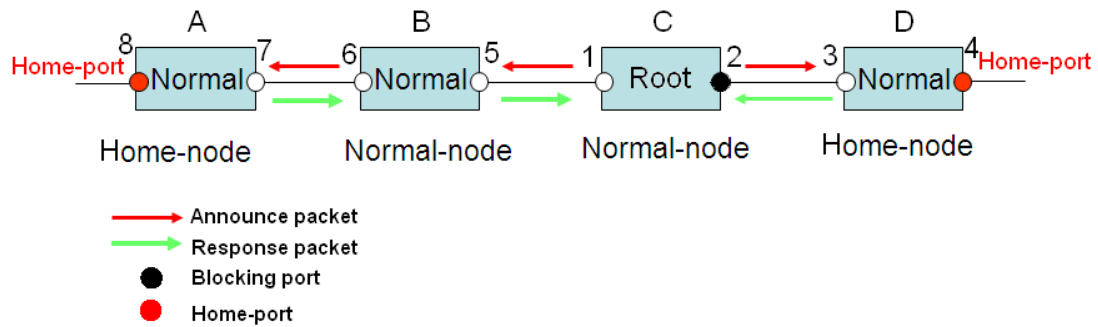 A B C D
8 7 6 5 1 2 3 4
Home-port Normal Normal Root Normal Home-port
Home-node Normal-node Normal-node Home-node
Announce packet
Response packet
Blocking port
Home-port